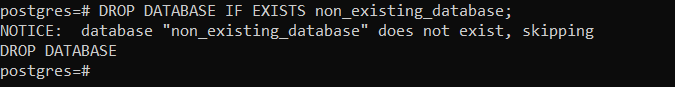 postgres=# DROP DATABASE IF EXISTS non_existing_database;
NOTICE:  database "non_existing_database" does not exist, skipping
DROP DATABASE
postgres=#